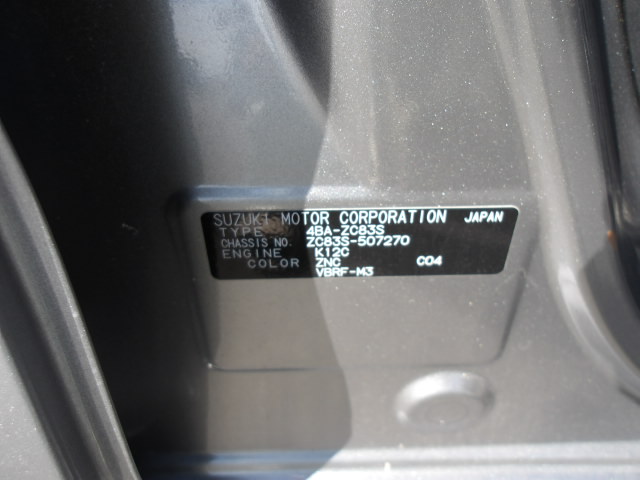 SUZUKI MOTOR CORPORATION JAPAN
TYPE 4BA-ZC83S
CHASSIS NO. ZC83S-507270
ENGINE K12C
COLOR ZNC C04
VBRF-M3